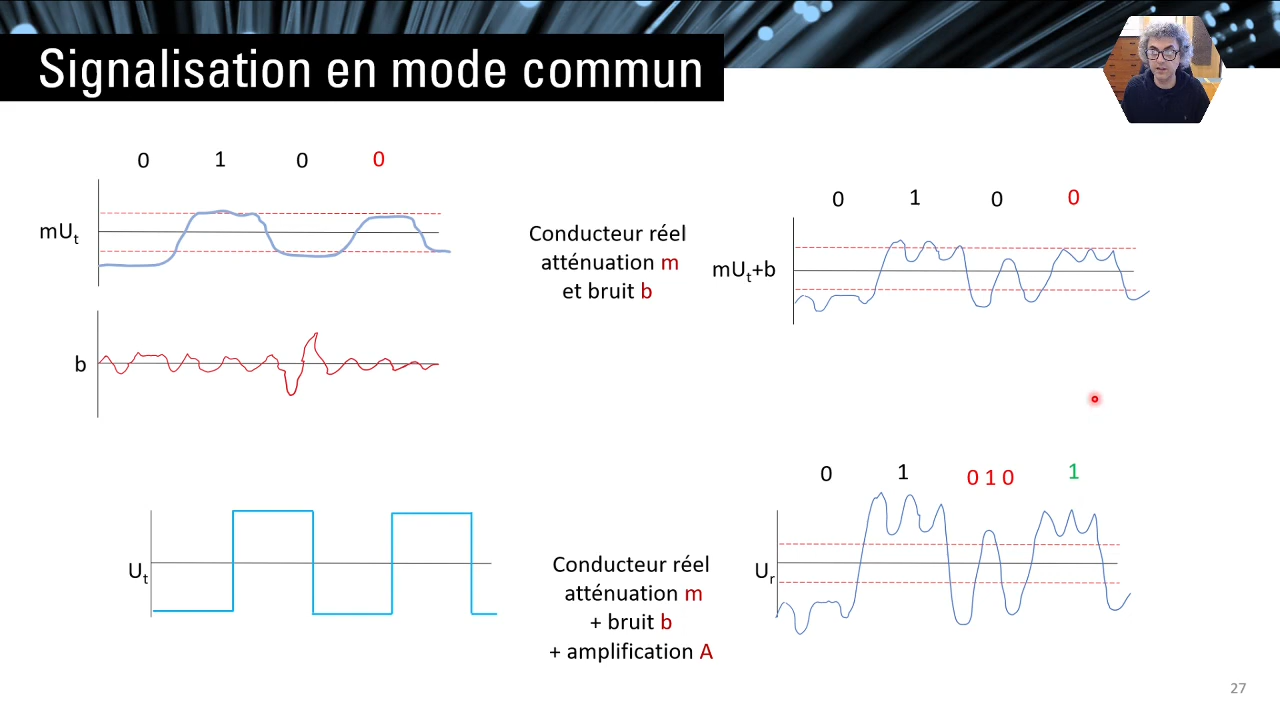 Signalisation en mode commun
0 1 0 0
mUt
b
Conducteur réel
atténuation m
et bruit b
0 1 0 0
mUt+b
Ut
Conducteur réel
atténuation m
+ bruit b
+ amplification A
0 1 0 1 0 1
Ur
27